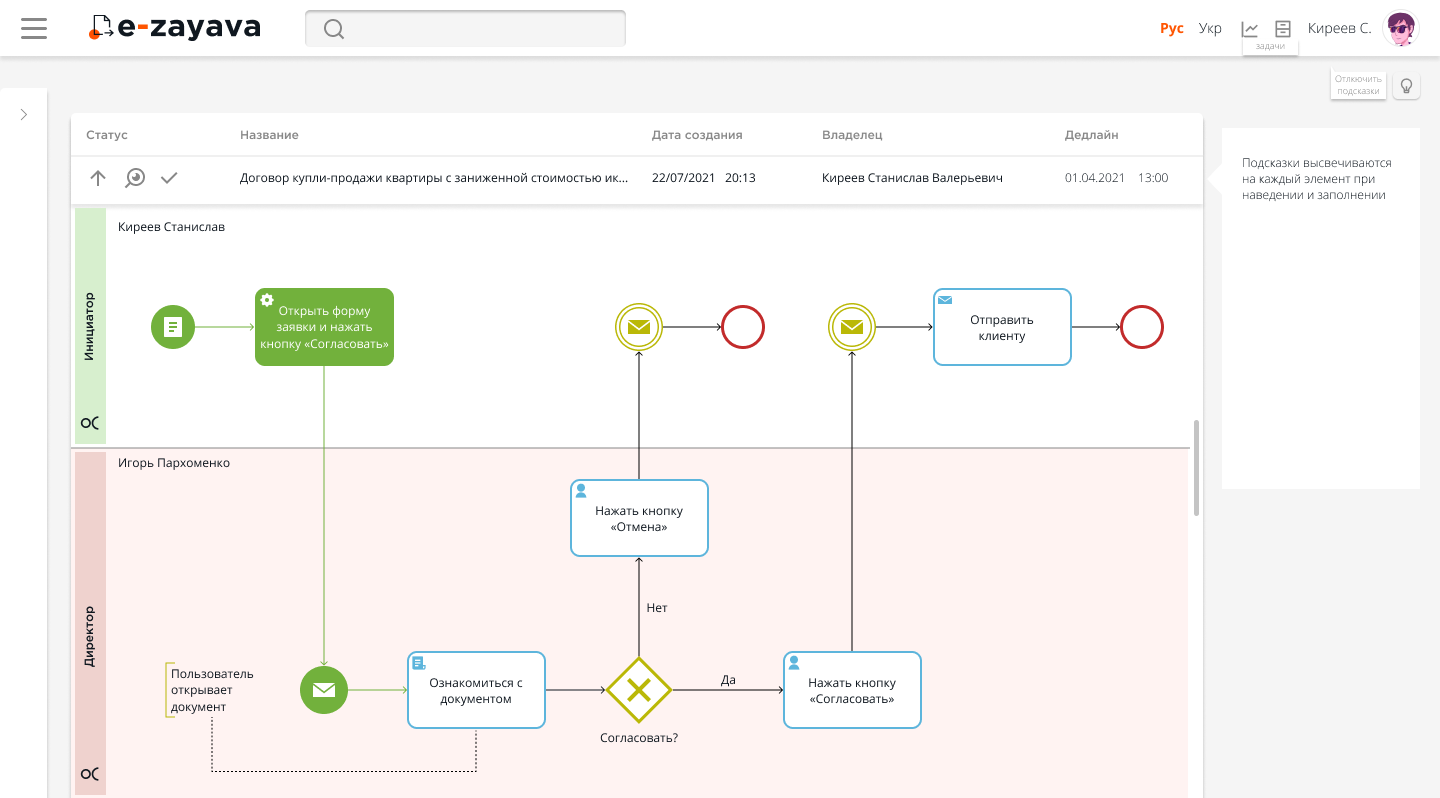 e-zayava
Рус Укр Киреев С.
задачи
Отлкючить
подсказки
Статус Название Дата создания Владелец Дедлайн
Договор купли-продажи квартиры с заниженной стоимостью ик... 22/07/2021 20:13 Киреев Станислав Валерьевич 01.04.2021 13:00
Подсказки высвечиваются
на каждый элемент при
наведении и заполнении
Инициатор
Киреев Станислав
Открыть форму
заявки и нажать
кнопку «Согласовать»
Отправить
клиенту
Директор
Игорь Пархоменко
Нажать кнопку
«Отмена»
Нет
Пользователь
открывает
документ
Ознакомиться с
документом
Согласовать?
Да
Нажать кнопку
«Согласовать»